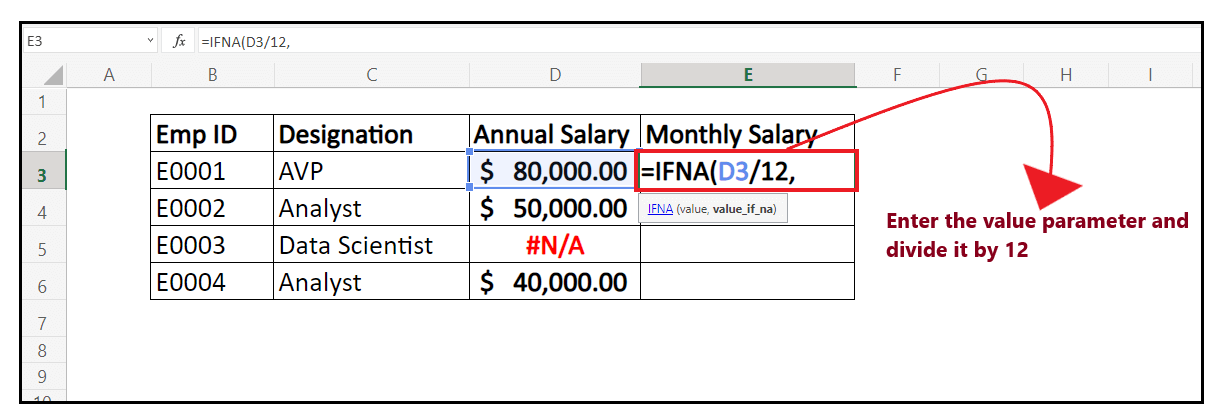 E3 fx =IFNA(D3/12,
A B C D E F G H I
1
2 Emp ID Designation Annual Salary Monthly Salary
3 E0001 AVP $ 80,000.00 =IFNA(D3/12,
4 E0002 Analyst $ 50,000.00
IFNA (value, value_if_na)
Enter the value parameter and
divide it by 12
5 E0003 Data Scientist #N/A
6 E0004 Analyst $ 40,000.00
7
8
9
10